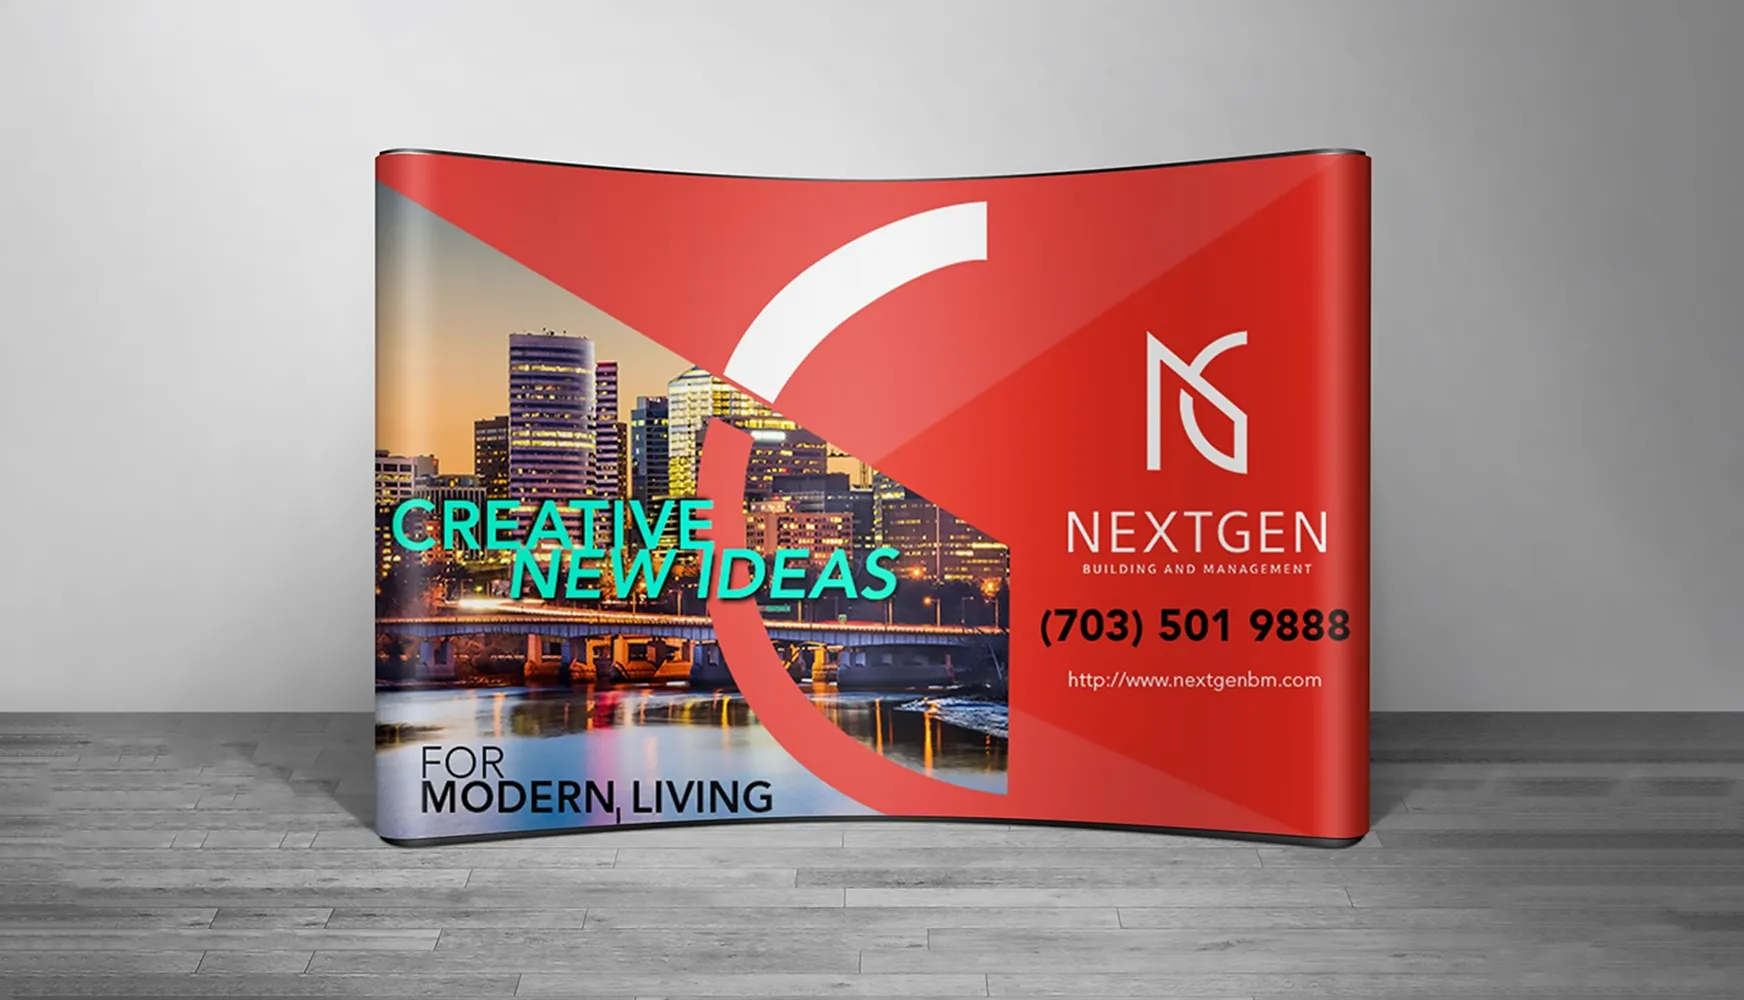 CREATIVE
NEW IDEAS
FOR
MODERN, LIVING
NEXTGEN
BUILDING AND MANAGEMENT
(703) 501 9888
http://www.nextgenbm.com